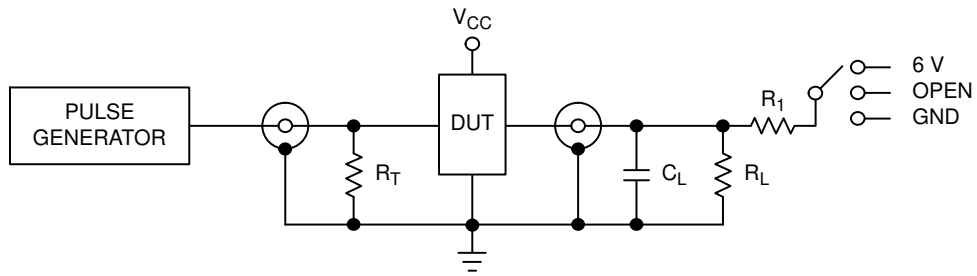 V_CC
6 V
OPEN
GND
R_1
PULSE
GENERATOR
DUT
R_T
C_L
R_L